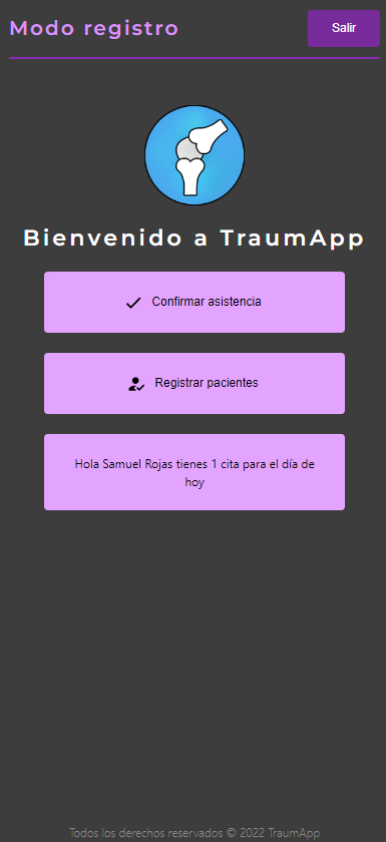 Modo registro
Salir
Bienvenido a TraumApp
Confirmar asistencia
Registrar pacientes
Hola Samuel Rojas tienes 1 cita para el día de
hoy
Todos los derechos reservados © 2022 TraumApp